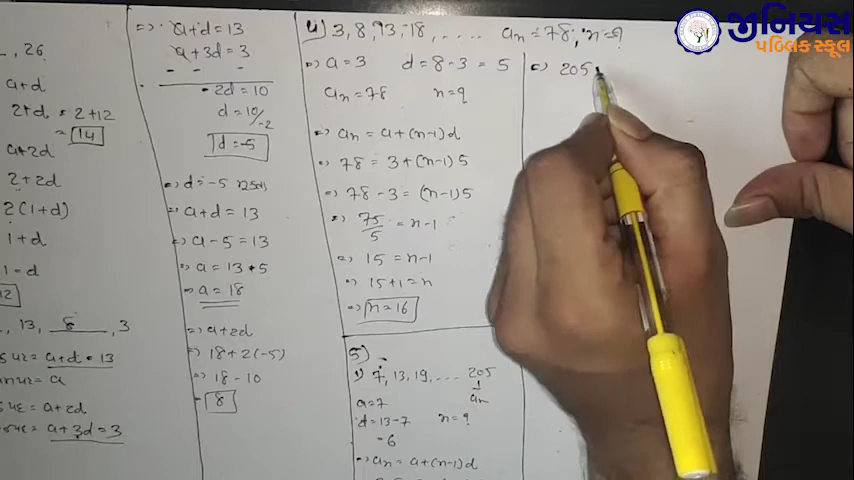 , 26
a+d
2+d = 2+12
= 14
a+2d
2+2d
2(1+d)
1+d
1=d
12
, 13, 8, 3
= a+d = 13
= a
= a+2d
= a+3d = 3
=> a+d = 13
a+3d = 3
- - -
-2d = 10
d = 10/-2
d = -5
=> d = -5
=> a+d = 13
=> a-5 = 13
=> a = 13+5
=> a = 18
=> a+2d
=> 18+2(-5)
=> 18-10
= 8
4) 3, 8, 13, 18, ..... an = 78, n = ?
=> a = 3 d = 8-3 = 5
an = 78 n = ?
=> an = a+(n-1)d
=> 78 = 3+(n-1)5
=> 78-3 = (n-1)5
=> 75/5 = n-1
=> 15 = n-1
=> 15+1 = n
=> n = 16
5)
1) 7, 13, 19, .... 205
an
a = 7
d = 13-7 n = ?
= 6
=> an = a+(n-1)d
=> 205
જીનિયસ
પબ્લિક સ્કૂલ